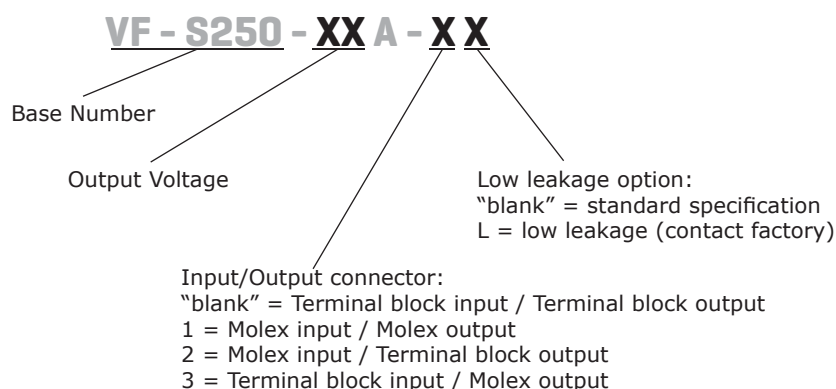 VF - S250 - XX A - X X
Base Number
Output Voltage
Low leakage option:
“blank” = standard specification
L = low leakage (contact factory)
Input/Output connector:
“blank” = Terminal block input / Terminal block output
1 = Molex input / Molex output
2 = Molex input / Terminal block output
3 = Terminal block input / Molex output